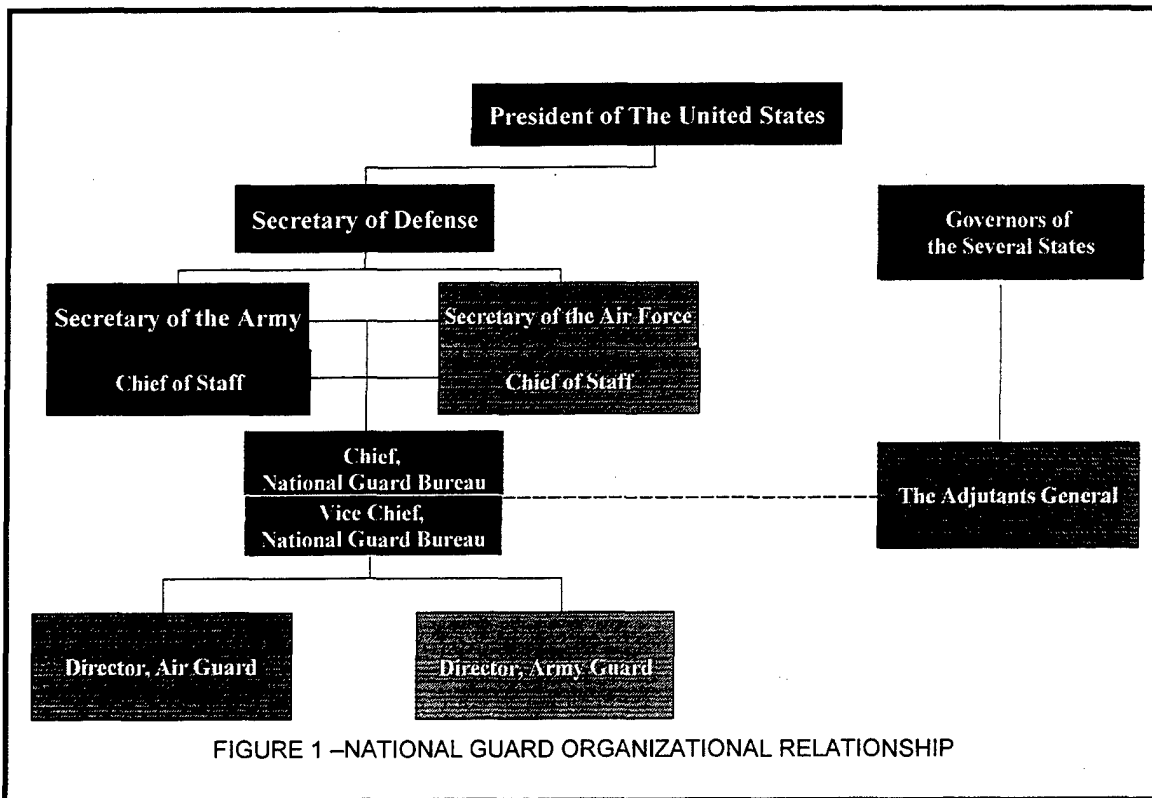 President of The United States
Secretary of Defense
Governors of
the Several States
Secretary of the Army
Chief of Staff
Secretary of the Air Force
Chief of Staff
Chief,
National Guard Bureau
Vice Chief,
National Guard Bureau
The Adjutants General
Director, Air Guard
Director, Army Guard
FIGURE 1 –NATIONAL GUARD ORGANIZATIONAL RELATIONSHIP